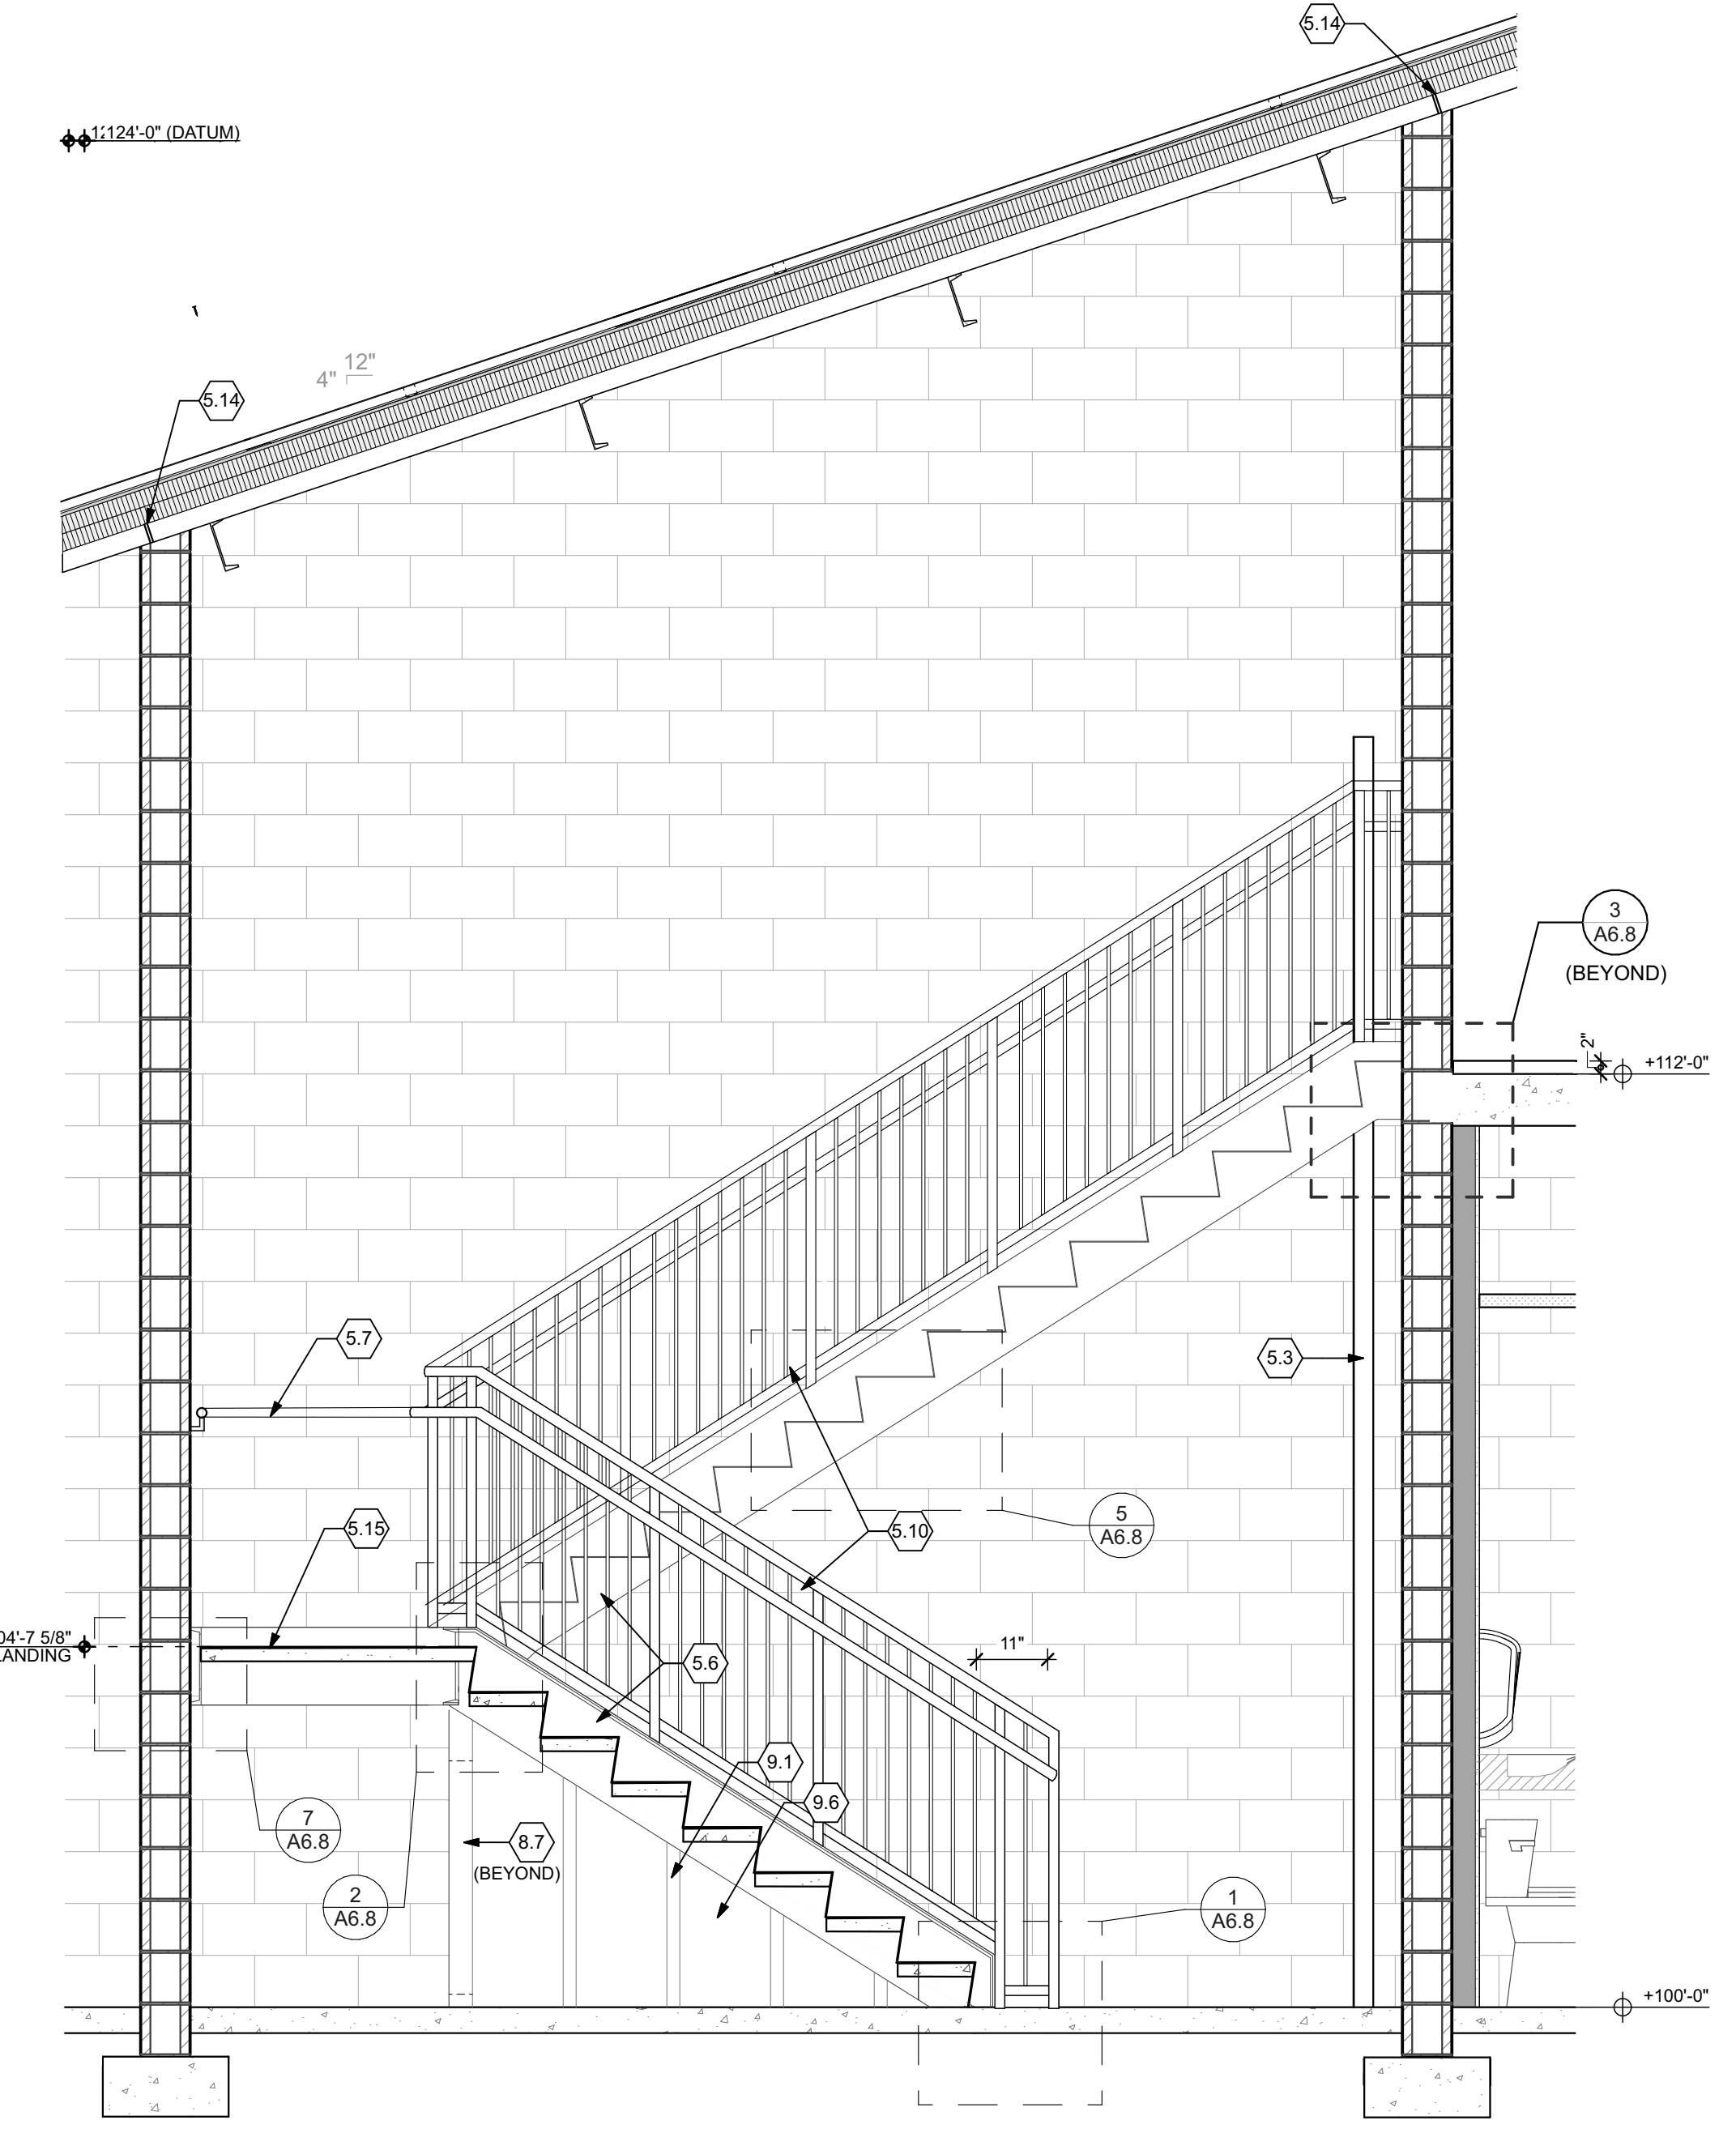 5.14
124'-0" (DATUM)
12"
4"
5.14
3
A6.8
(BEYOND)
2"
+112'-0"
5.7
5.3
5.15
5.10
5
A6.8
04'-7 5/8"
LANDING
5.6
11"
9.1
9.6
7
A6.8
8.7
(BEYOND)
2
A6.8
1
A6.8
+100'-0"